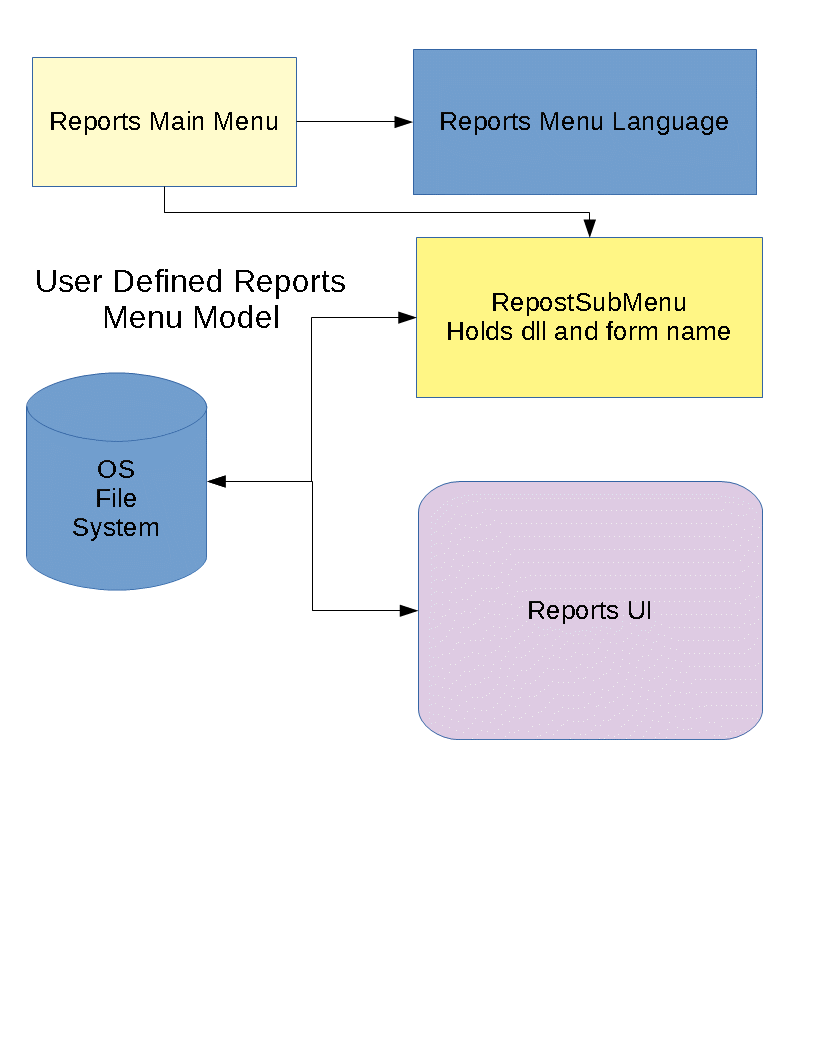 Reports Main Menu
Reports Menu Language
User Defined Reports
Menu Model
RepostSubMenu
Holds dll and form name
OS
File
System
Reports UI